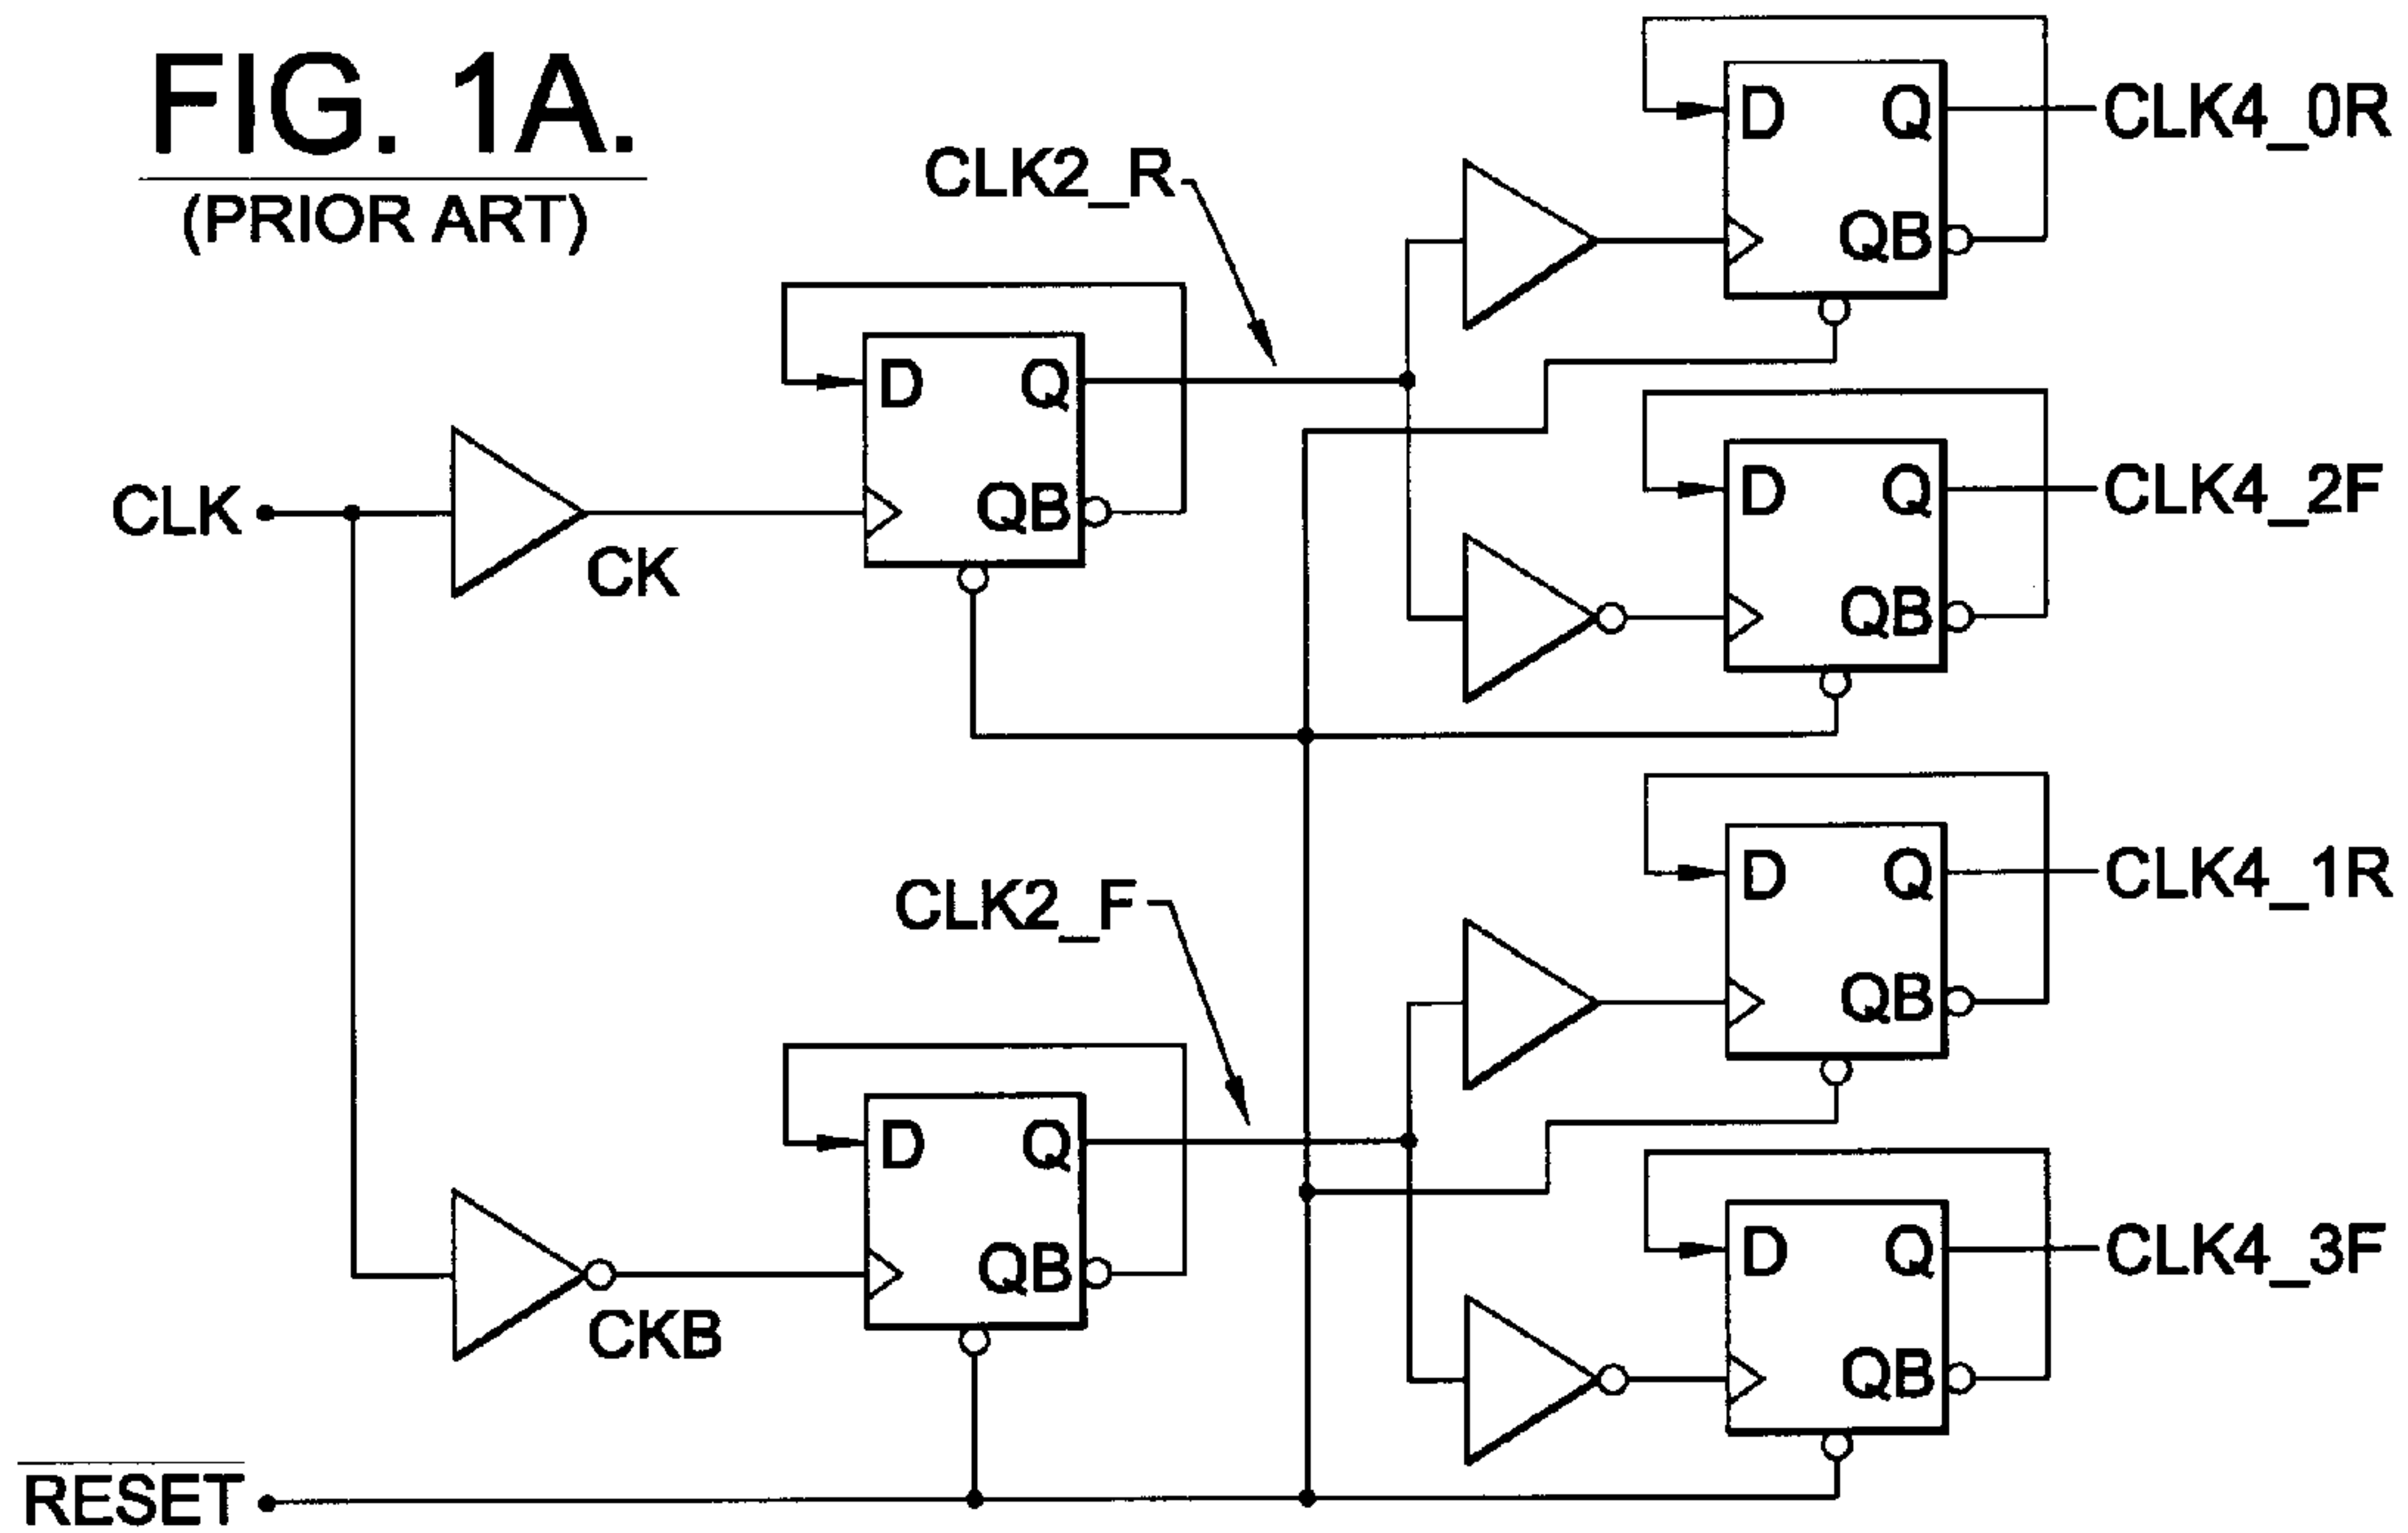 FIG. 1A.
(PRIOR ART)
CLK2_R
D Q
QB
CLK4_0R
D Q
QB
CLK
CK
D Q
QB
CLK4_2F
D Q
QB
CLK4_1R
CLK2_F
D Q
QB
CKB
D Q
QB
CLK4_3F
RESET